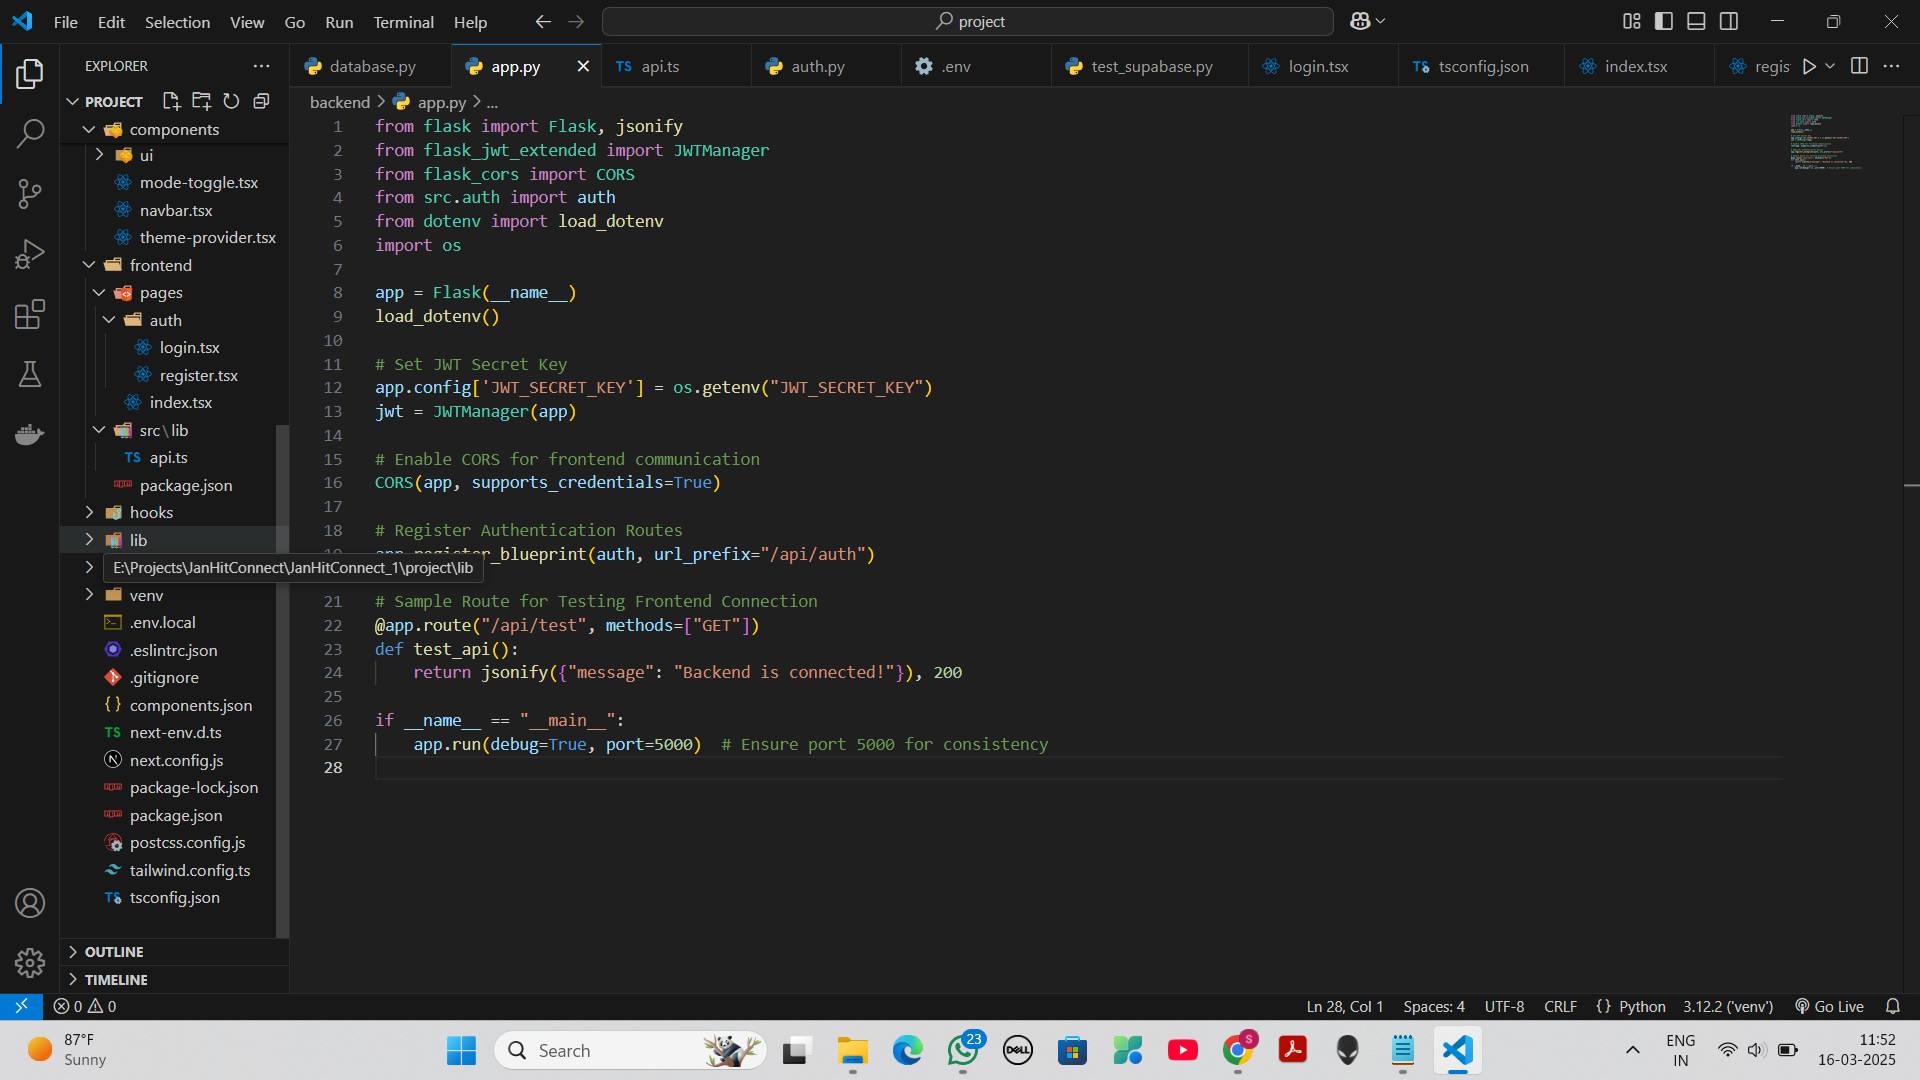 File Edit Selection View Go Run Terminal Help
project
EXPLORER
PROJECT
components
ui
mode-toggle.tsx
navbar.tsx
theme-provider.tsx
frontend
pages
auth
login.tsx
register.tsx
index.tsx
src\lib
TS api.ts
package.json
hooks
lib
E:\Projects\JanHitConnect\JanHitConnect_1\project\lib
venv
.env.local
.eslintrc.json
.gitignore
{} components.json
TS next-env.d.ts
N next.config.js
package-lock.json
package.json
postcss.config.js
tailwind.config.ts
TS tsconfig.json
OUTLINE
TIMELINE
database.py app.py TS api.ts auth.py .env test_supabase.py login.tsx TS tsconfig.json index.tsx regis
backend > app.py > ...
1 from flask import Flask, jsonify
2 from flask_jwt_extended import JWTManager
3 from flask_cors import CORS
4 from src.auth import auth
5 from dotenv import load_dotenv
6 import os
7
8 app = Flask(__name__)
9 load_dotenv()
10
11 # Set JWT Secret Key
12 app.config['JWT_SECRET_KEY'] = os.getenv("JWT_SECRET_KEY")
13 jwt = JWTManager(app)
14
15 # Enable CORS for frontend communication
16 CORS(app, supports_credentials=True)
17
18 # Register Authentication Routes
19 app.register_blueprint(auth, url_prefix="/api/auth")
21 # Sample Route for Testing Frontend Connection
22 @app.route("/api/test", methods=["GET"])
23 def test_api():
24 return jsonify({"message": "Backend is connected!"}), 200
25
26 if __name__ == "__main__":
27 app.run(debug=True, port=5000)  # Ensure port 5000 for consistency
28
0 0
Ln 28, Col 1 Spaces: 4 UTF-8 CRLF {} Python 3.12.2 ('venv') Go Live
87°F
Sunny
Search
23
DELL
S
ENG
IN
11:52
16-03-2025